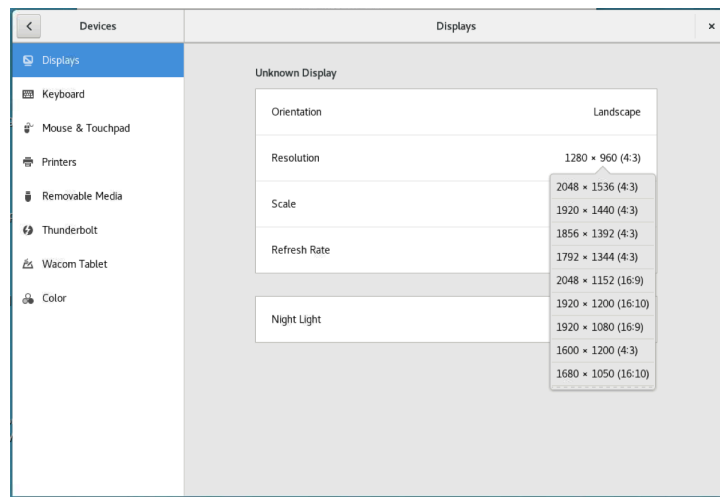 Devices
Displays
Displays
Keyboard
Mouse & Touchpad
Printers
Removable Media
Thunderbolt
Wacom Tablet
Color
Unknown Display
Orientation
Landscape
Resolution
1280 × 960 (4:3)
Scale
Refresh Rate
Night Light
2048 × 1536 (4:3)
1920 × 1440 (4:3)
1856 × 1392 (4:3)
1792 × 1344 (4:3)
2048 × 1152 (16:9)
1920 × 1200 (16:10)
1920 × 1080 (16:9)
1600 × 1200 (4:3)
1680 × 1050 (16:10)